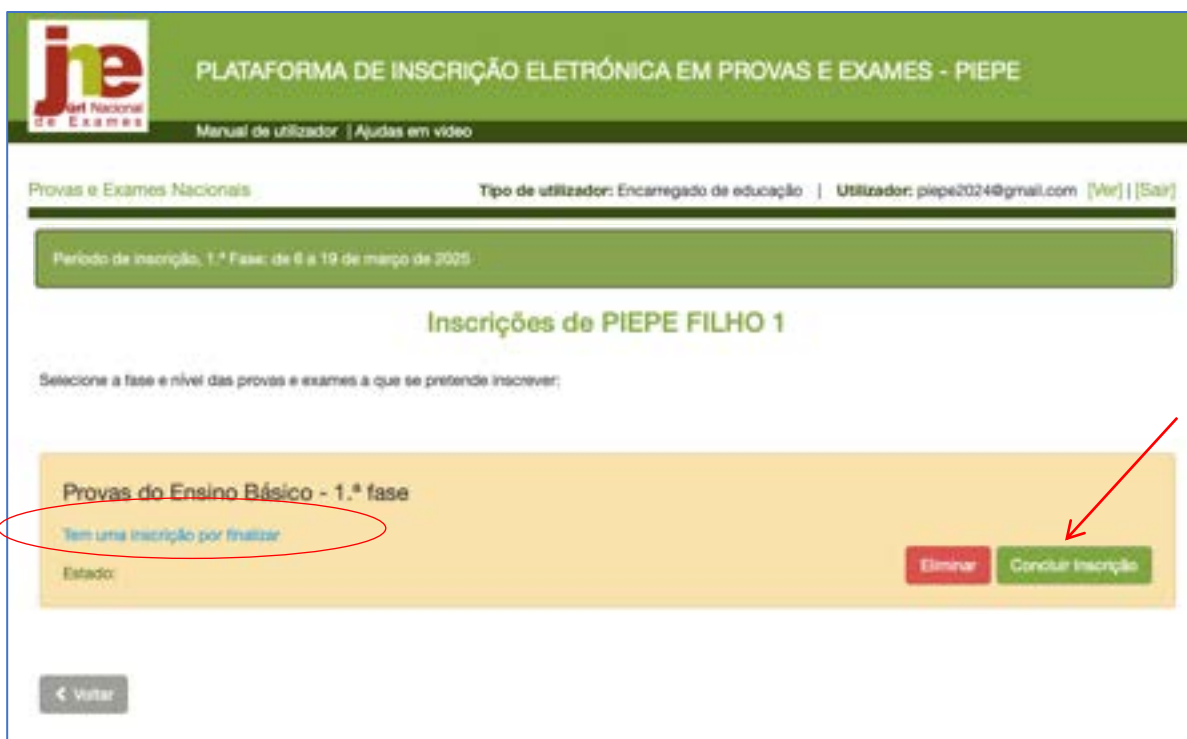 jne
Júri Nacional
de Exames
PLATAFORMA DE INSCRIÇÃO ELETRÓNICA EM PROVAS E EXAMES - PIEPE
Manual de utilizador | Ajudas em vídeo
Provas e Exames Nacionais
Tipo de utilizador: Encarregado de educação | Utilizador: piepe2024@gmail.com [Ver] | [Sair]
Período de inscrição, 1.ª Fase: de 6 a 19 de março de 2025
Inscrições de PIEPE FILHO 1
Selecione a fase e nível das provas e exames a que se pretende inscrever:
Provas do Ensino Básico - 1.ª fase
Tem uma inscrição por finalizar
Estado:
Eliminar
Concluir Inscrição
Voltar